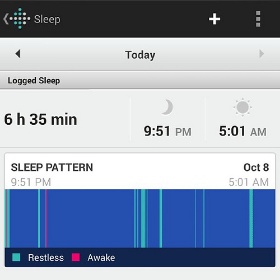 Sleep
Today
Logged Sleep
6 h 35 min
9:51 PM 5:01 AM
SLEEP PATTERN Oct 8
9:51 PM 5:01 AM
Restless Awake